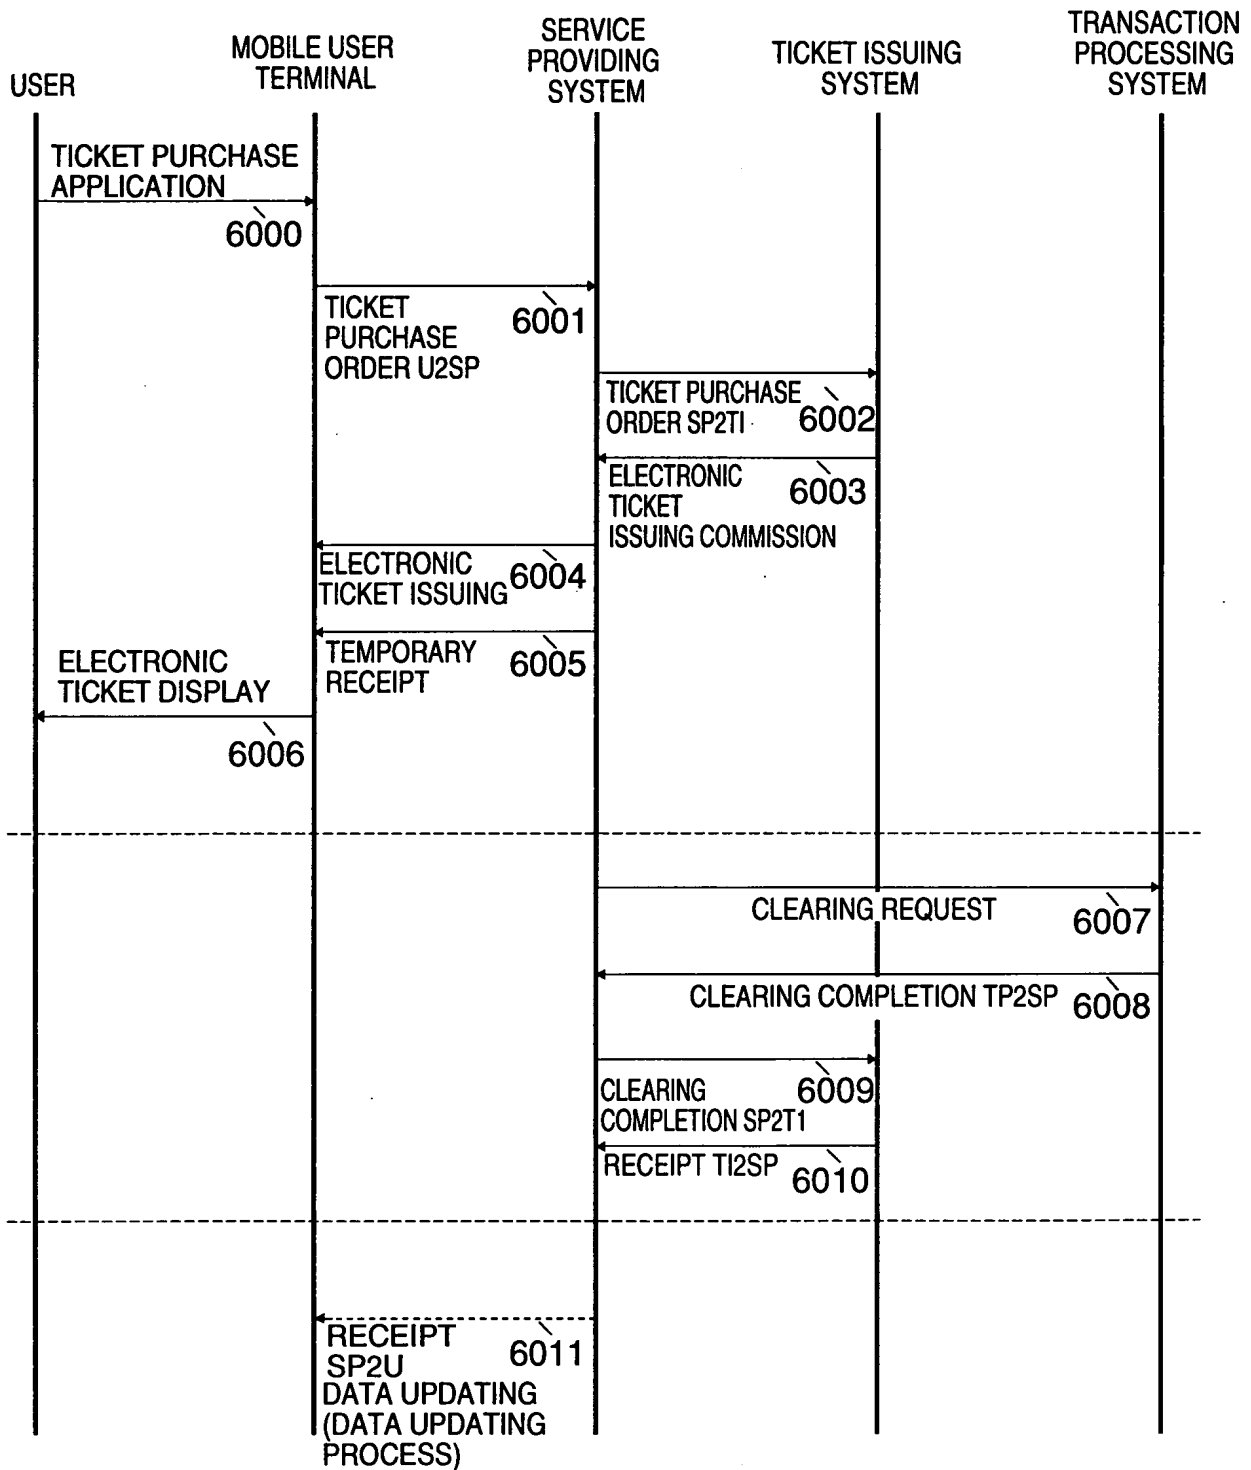 USER
MOBILE USER
TERMINAL
SERVICE
PROVIDING
SYSTEM
TICKET ISSUING
SYSTEM
TRANSACTION
PROCESSING
SYSTEM
TICKET PURCHASE
APPLICATION
6000
TICKET
PURCHASE
ORDER U2SP
6001
TICKET PURCHASE
ORDER SP2TI
6002
ELECTRONIC
TICKET
ISSUING COMMISSION
6003
ELECTRONIC
TICKET ISSUING
6004
TEMPORARY
RECEIPT
6005
ELECTRONIC
TICKET DISPLAY
6006
CLEARING REQUEST
6007
CLEARING COMPLETION TP2SP
6008
CLEARING
COMPLETION SP2T1
6009
RECEIPT TI2SP
6010
RECEIPT
SP2U
6011
DATA UPDATING
(DATA UPDATING
PROCESS)